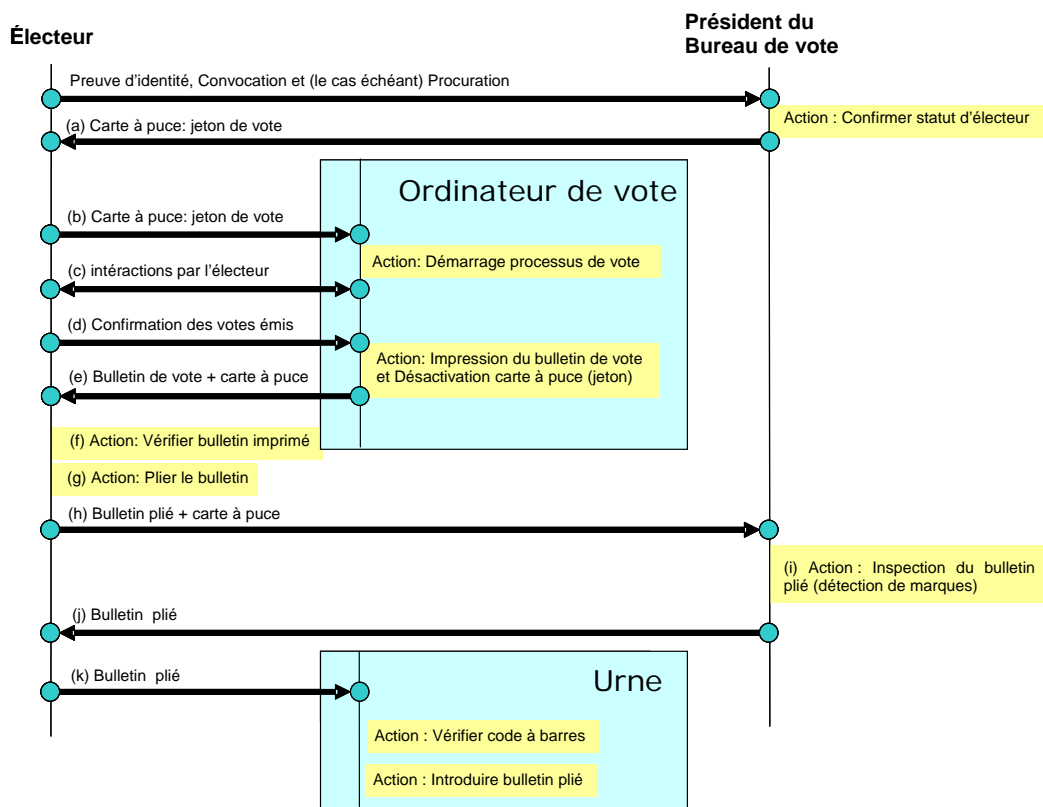 Électeur
Président du
Bureau de vote
Preuve d'identité, Convocation et (le cas échéant) Procuration
Action : Confirmer statut d'électeur
(a) Carte à puce: jeton de vote
Ordinateur de vote
(b) Carte à puce: jeton de vote
Action: Démarrage processus de vote
(c) intéractions par l'électeur
(d) Confirmation des votes émis
Action: Impression du bulletin de vote
et Désactivation carte à puce (jeton)
(e) Bulletin de vote + carte à puce
(f) Action: Vérifier bulletin imprimé
(g) Action: Plier le bulletin
(h) Bulletin plié + carte à puce
(i) Action : Inspection du bulletin
plié (détection de marques)
(j) Bulletin plié
(k) Bulletin plié
Urne
Action : Vérifier code à barres
Action : Introduire bulletin plié